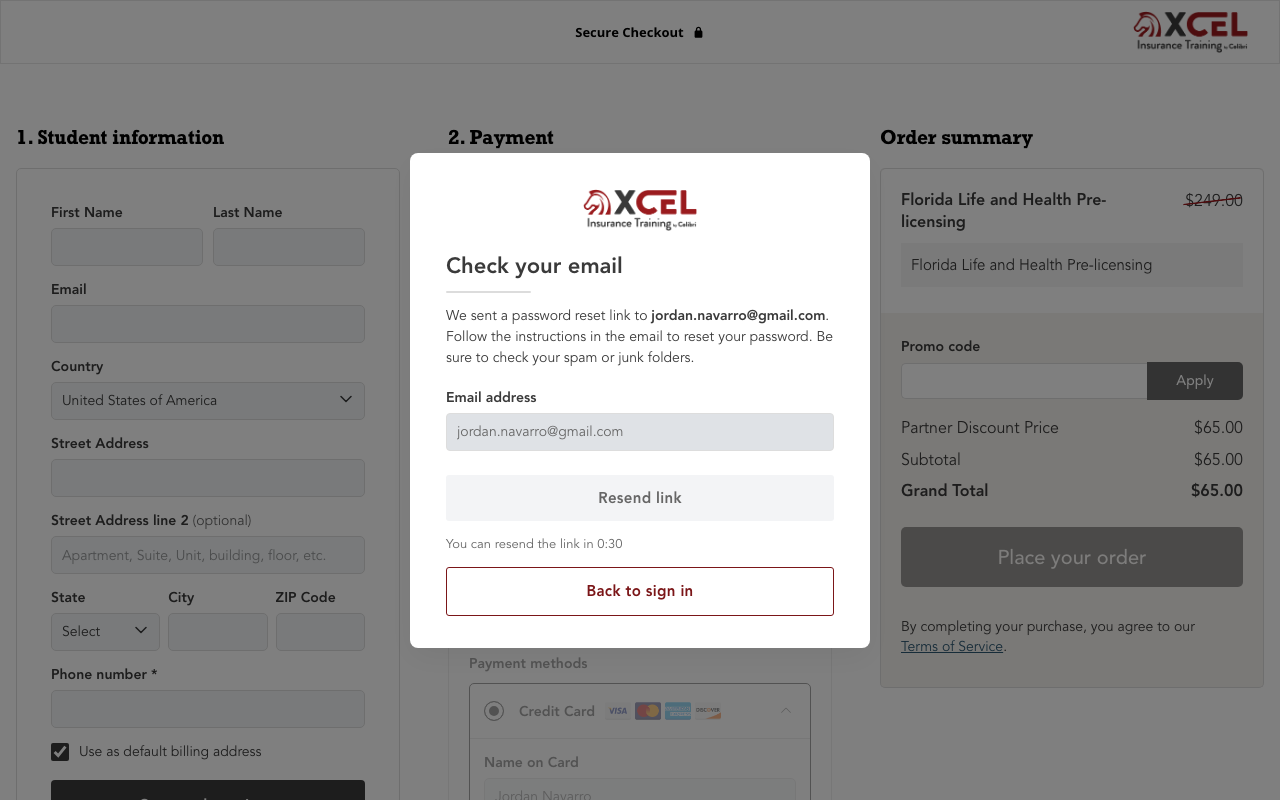 Secure Checkout
XCEL
Insurance Training by Colibri
1. Student information
2. Payment
Order summary
First Name
Last Name
Email
Country
United States of America
Street Address
Street Address line 2 (optional)
Apartment, Suite, Unit, building, floor, etc.
State
City
ZIP Code
Select
Phone number *
Use as default billing address
XCEL
Insurance Training by Colibri
Check your email
We sent a password reset link to jordan.navarro@gmail.com.
Follow the instructions in the email to reset your password. Be
sure to check your spam or junk folders.
Email address
jordan.navarro@gmail.com
Resend link
You can resend the link in 0:30
Back to sign in
Payment methods
Credit Card
VISA
DISCOVER
Name on Card
Jordan Navarro
Florida Life and Health Pre-
licensing
$249.00
Florida Life and Health Pre-licensing
Promo code
Apply
Partner Discount Price $65.00
Subtotal $65.00
Grand Total $65.00
Place your order
By completing your purchase, you agree to our
Terms of Service.